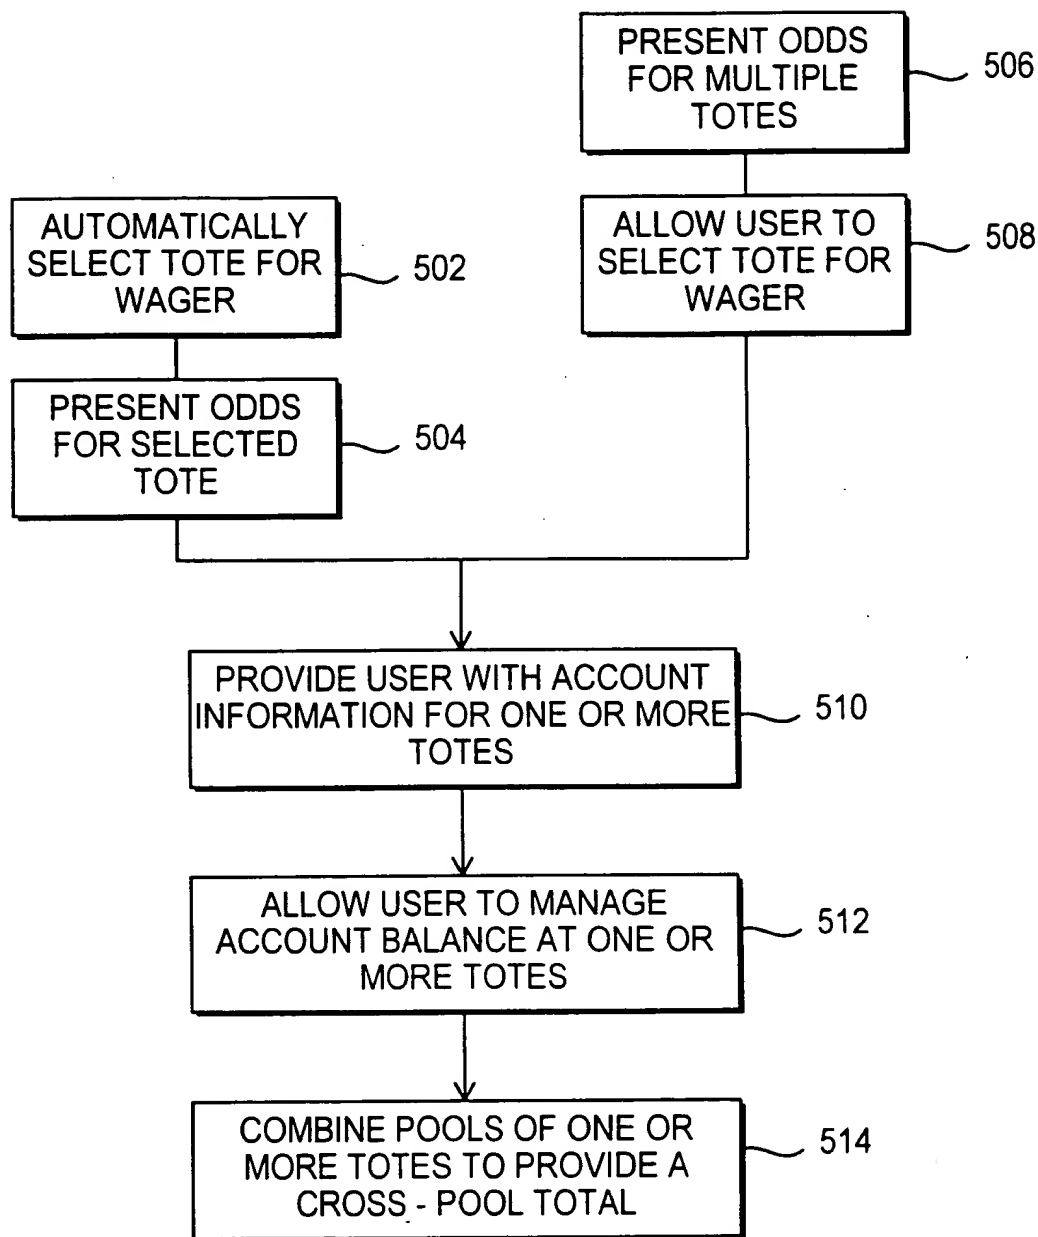 PRESENT ODDS
FOR MULTIPLE
TOTES
506
AUTOMATICALLY
SELECT TOTE FOR
WAGER
502
ALLOW USER TO
SELECT TOTE FOR
WAGER
508
PRESENT ODDS
FOR SELECTED
TOTE
504
PROVIDE USER WITH ACCOUNT
INFORMATION FOR ONE OR MORE
TOTES
510
ALLOW USER TO MANAGE
ACCOUNT BALANCE AT ONE OR
MORE TOTES
512
COMBINE POOLS OF ONE OR
MORE TOTES TO PROVIDE A
CROSS - POOL TOTAL
514